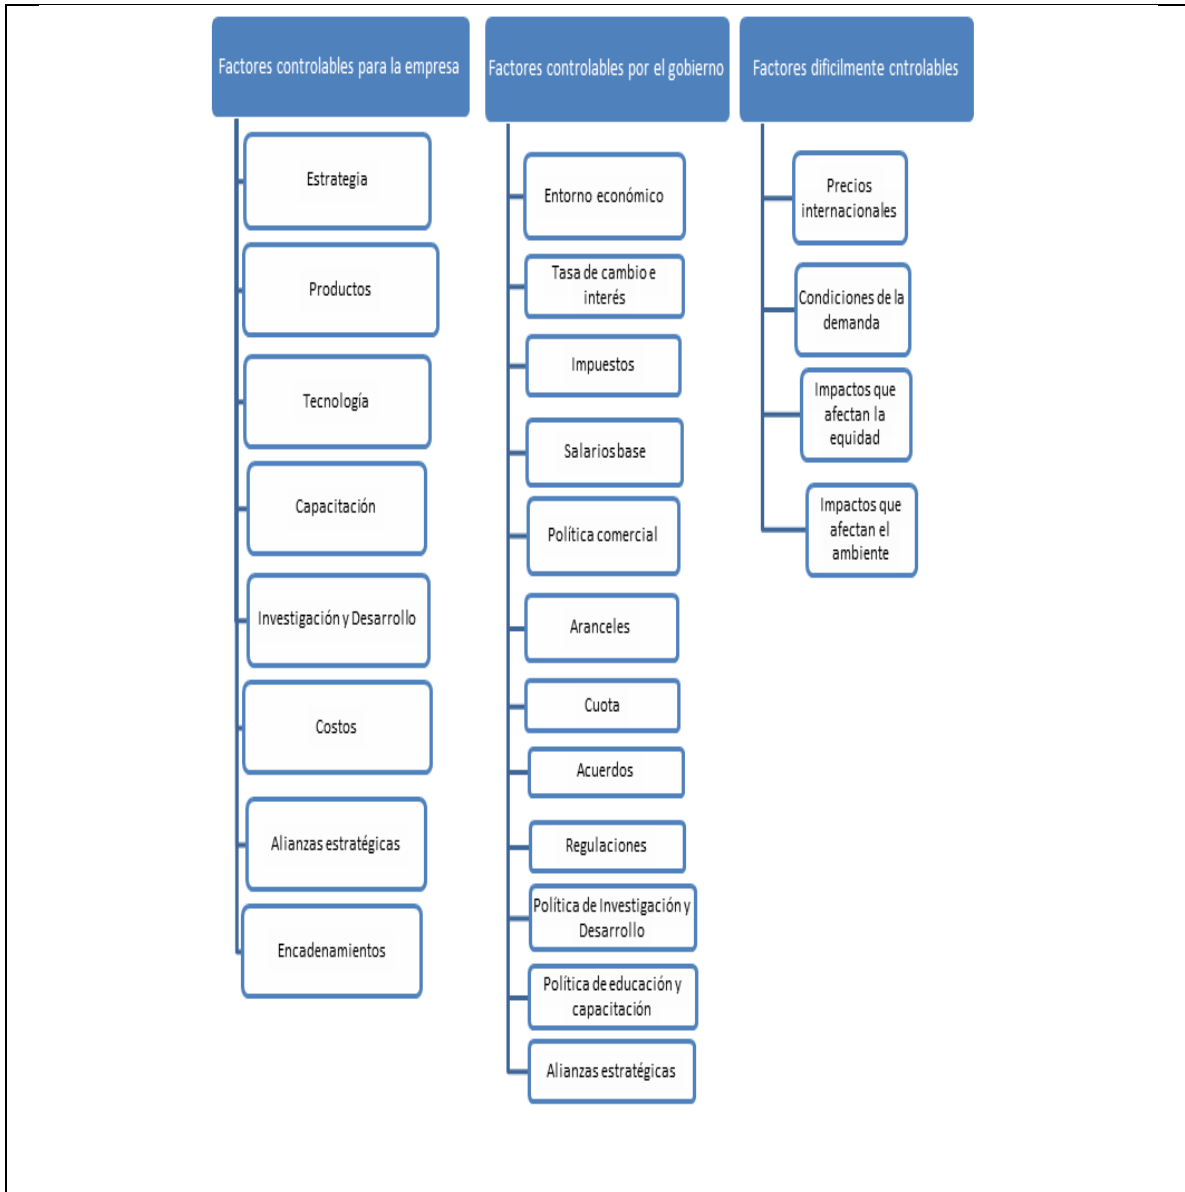 Factores controlables para la empresa
Estrategia
Productos
Tecnología
Capacitación
Investigación y Desarrollo
Costos
Alianzas estratégicas
Encadenamientos
Factores controlables por el gobierno
Entorno económico
Tasa de cambio e
interés
Impuestos
Salarios base
Política comercial
Aranceles
Cuota
Acuerdos
Regulaciones
Política de Investigación y
Desarrollo
Política de educación y
capacitación
Alianzas estratégicas
Factores dificilmente cntrolables
Precios
internacionales
Condiciones de la
demanda
Impactos que
afectan la
equidad
Impactos que
afectan el
ambiente